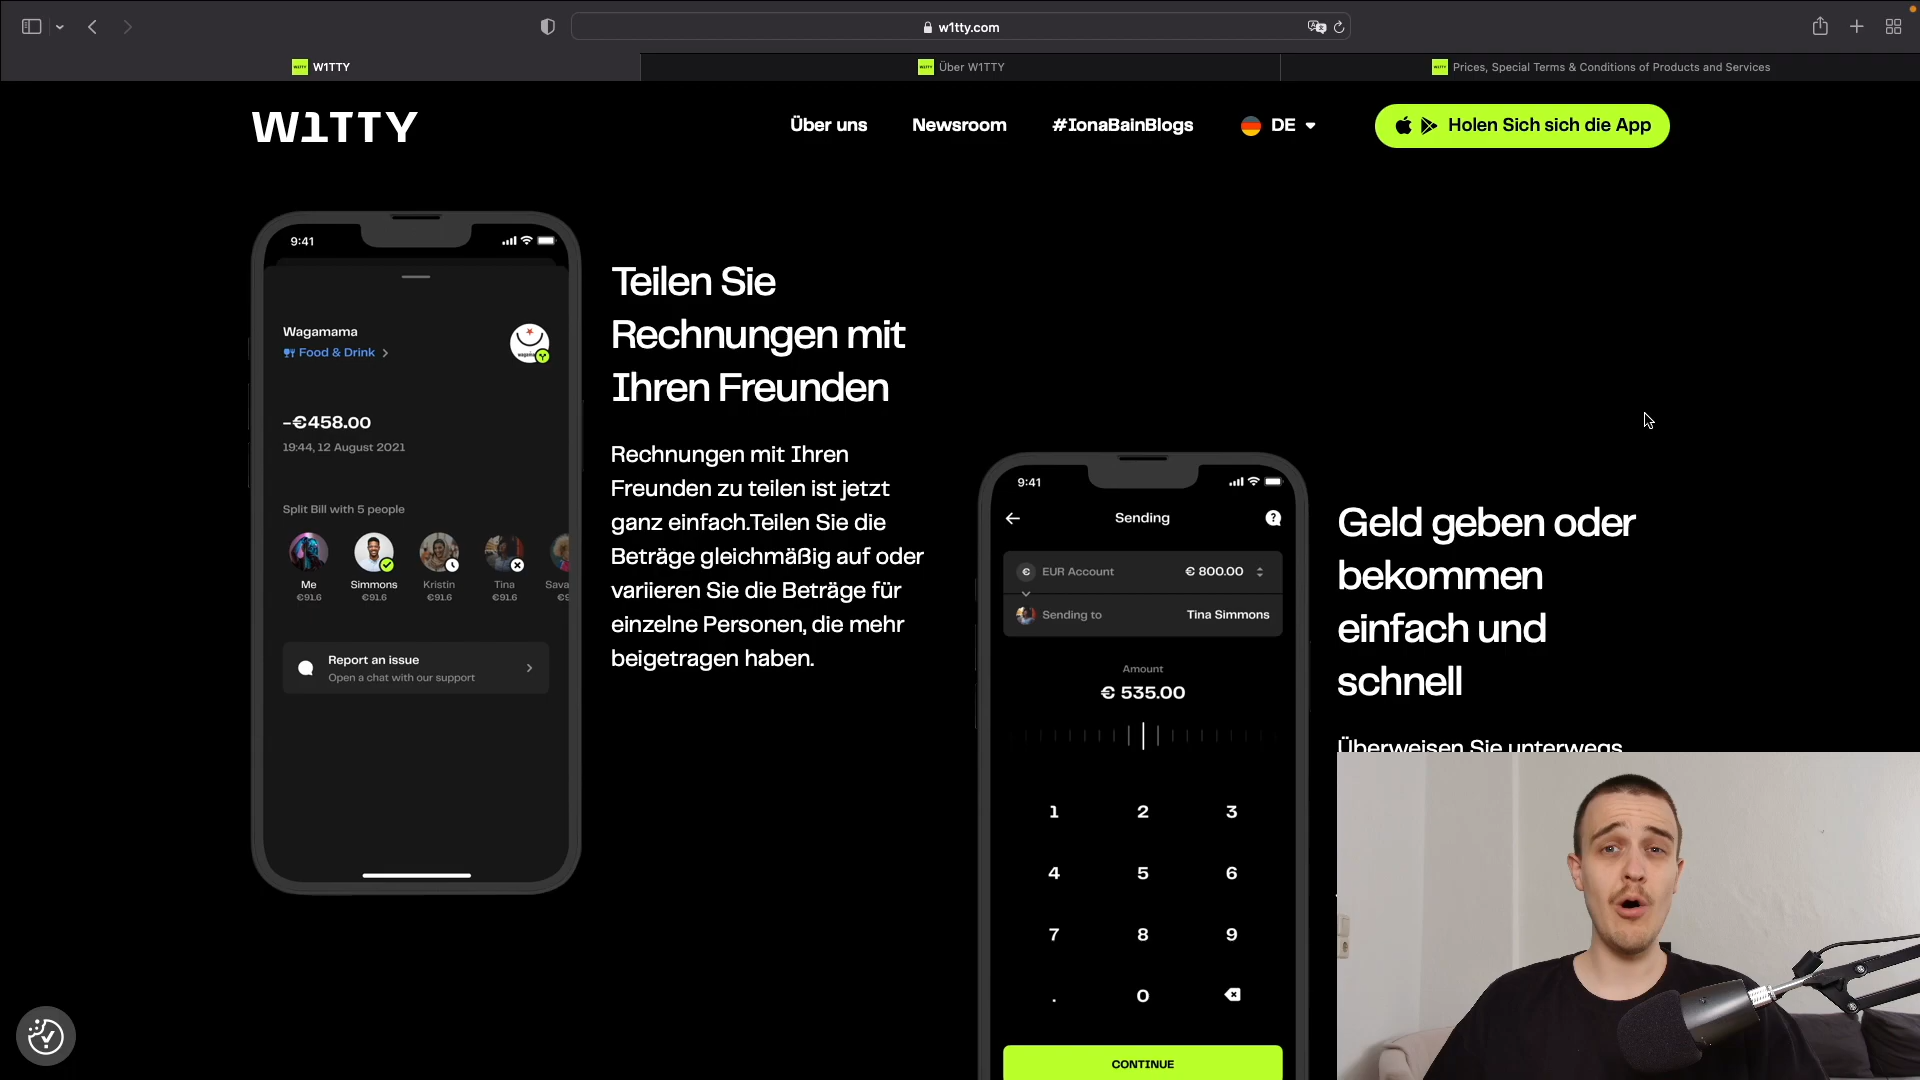 w1tty.com
W1TTY
Über W1TTY
Prices, Special Terms & Conditions of Products and Services
W1TTY
Über uns
Newsroom
#IonaBainBlogs
DE
Holen Sich sich die App
9:41
Wagamama
Food & Drink
-€458.00
19:44, 12 August 2021
Split Bill with 5 people
Me
Simmons
Kristin
Tina
€91.6
€91.6
€91.6
€91.6
Report an issue
Open a chat with our support
Teilen Sie
Rechnungen mit
Ihren Freunden
Rechnungen mit Ihren
Freunden zu teilen ist jetzt
ganz einfach.Teilen Sie die
Beträge gleichmäßig auf oder
variieren Sie die Beträge für
einzelne Personen, die mehr
beigetragen haben.
9:41
Sending
EUR Account
€ 800.00
Sending to
Tina Simmons
Amount
€ 535.00
1 2 3
4 5 6
7 8 9
. 0
CONTINUE
Geld geben oder
bekommen
einfach und
schnell
Überweisen Sie unterwegs